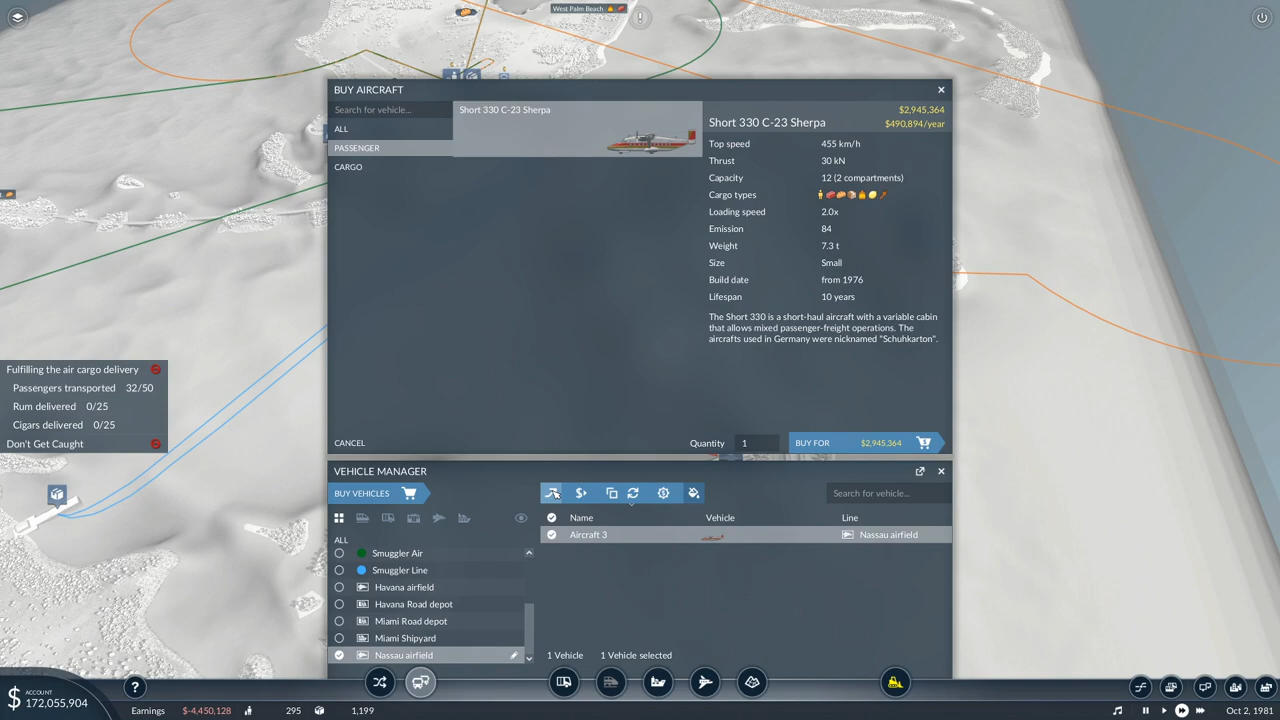 West Palm Beach
BUY AIRCRAFT
Search for vehicle...
ALL
PASSENGER
CARGO
Short 330 C-23 Sherpa
Short 330 C-23 Sherpa
$2,945,364
$490,894/year
Top speed 455 km/h
Thrust 30 kN
Capacity 12 (2 compartments)
Cargo types
Loading speed 2.0x
Emission 84
Weight 7.3 t
Size Small
Build date from 1976
Lifespan 10 years
The Short 330 is a short-haul aircraft with a variable cabin
that allows mixed passenger-freight operations. The
aircrafts used in Germany were nicknamed "Schuhkarton".
CANCEL
Quantity 1
BUY FOR $2,945,364
Fulfilling the air cargo delivery
Passengers transported 32/50
Rum delivered 0/25
Cigars delivered 0/25
Don't Get Caught
VEHICLE MANAGER
BUY VEHICLES
Search for vehicle...
ALL
Smuggler Air
Smuggler Line
Havana airfield
Havana Road depot
Miami Road depot
Miami Shipyard
Nassau airfield
Name Vehicle Line
Aircraft 3 Nassau airfield
1 Vehicle 1 Vehicle selected
$ ACCOUNT
172,055,904
?
Earnings $-4,450,128 295 1,199
Oct 2, 1981